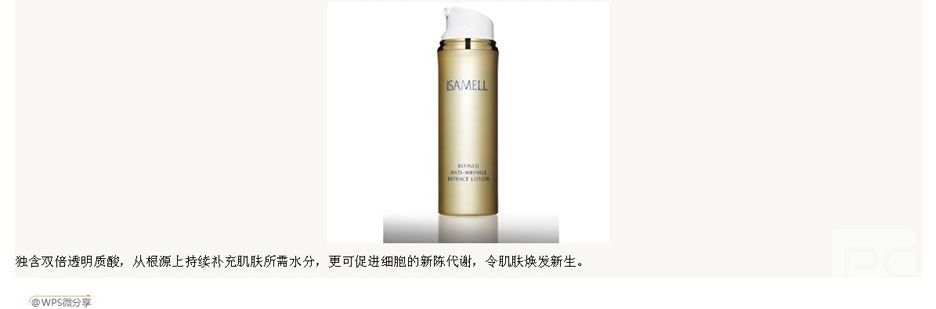 ISAMELL
REFINED
ANTI-WRINKLE
EXTRACT LOTION
独含双倍透明质酸，从根源上持续补充肌肤所需水分，更可促进细胞的新陈代谢，令肌肤焕发新生。
@WPS微分享